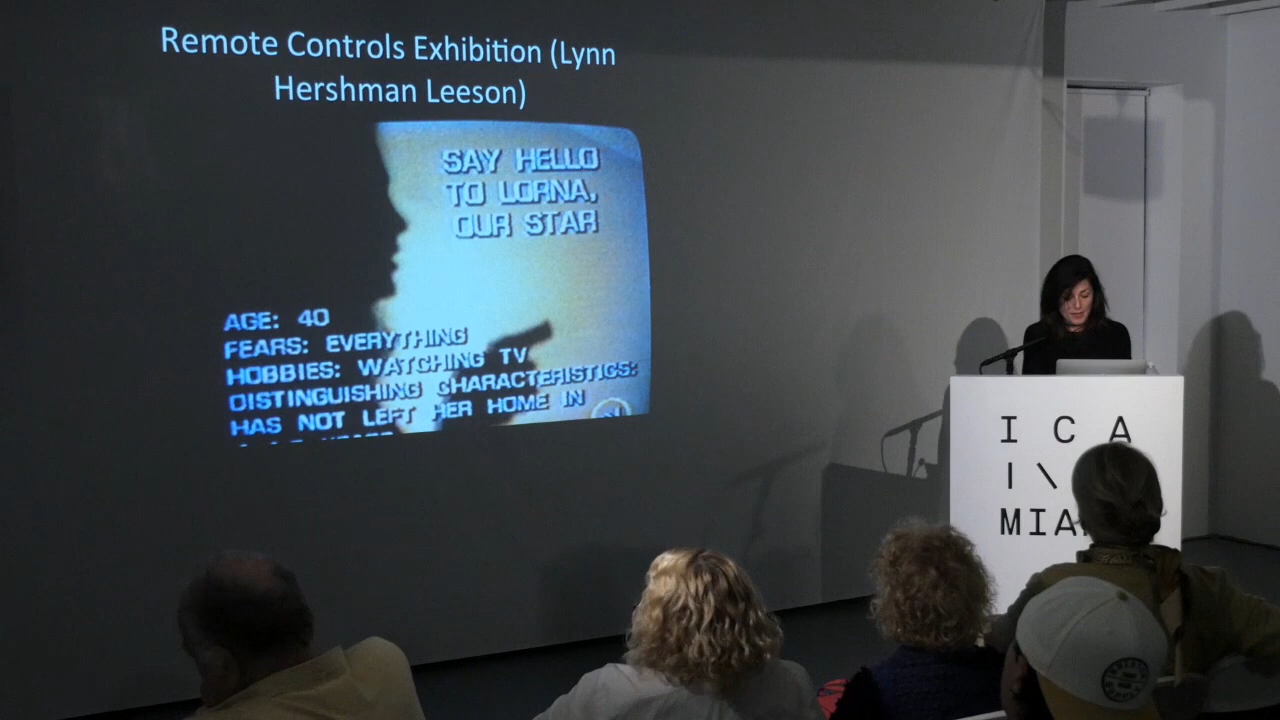 Remote Controls Exhibition (Lynn
Hershman Leeson)
SAY HELLO
TO LORNA,
OUR STAR
AGE: 40
FEARS: EVERYTHING
HOBBIES: WATCHING TV
DISTINGUISHING CHARACTERISTICS:
HAS NOT LEFT HER HOME IN
I C A
I \
MIA